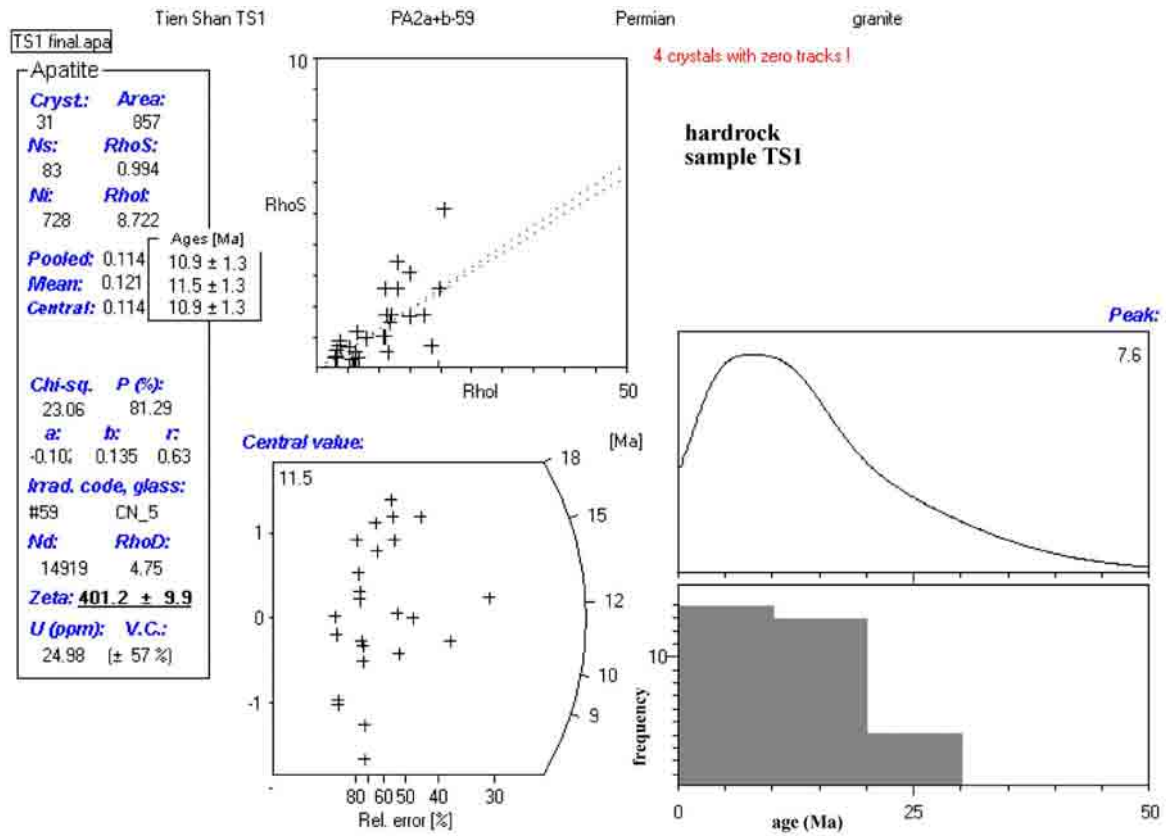 Tien Shan TS1 PA2a+b-59 Permian granite
TS1 final.apa
4 crystals with zero tracks !
hardrock
sample TS1
Apatite
Cryst.: Area:
31 857
Ns: RhoS:
83 0.994
Ni: RhoI:
728 8.722
Ages [Ma]
Pooled: 0.114 10.9 ± 1.3
Mean: 0.121 11.5 ± 1.3
Central: 0.114 10.9 ± 1.3
Chi-sq. P (%):
23.06 81.29
a: b: r:
-0.10 0.135 0.63
Irrad. code, glass:
#59 CN_5
Nd: RhoD:
14919 4.75
Zeta: 401.2 ± 9.9
U (ppm): V.C.:
24.98 (± 57 %)
10
RhoS
RhoI 50
Central value: [Ma]
11.5
18
15
12
10
9
1
0
-1
- 80 60 50 40 30
Rel. error [%]
Peak:
7.6
10
frequency
0 25 50
age (Ma)